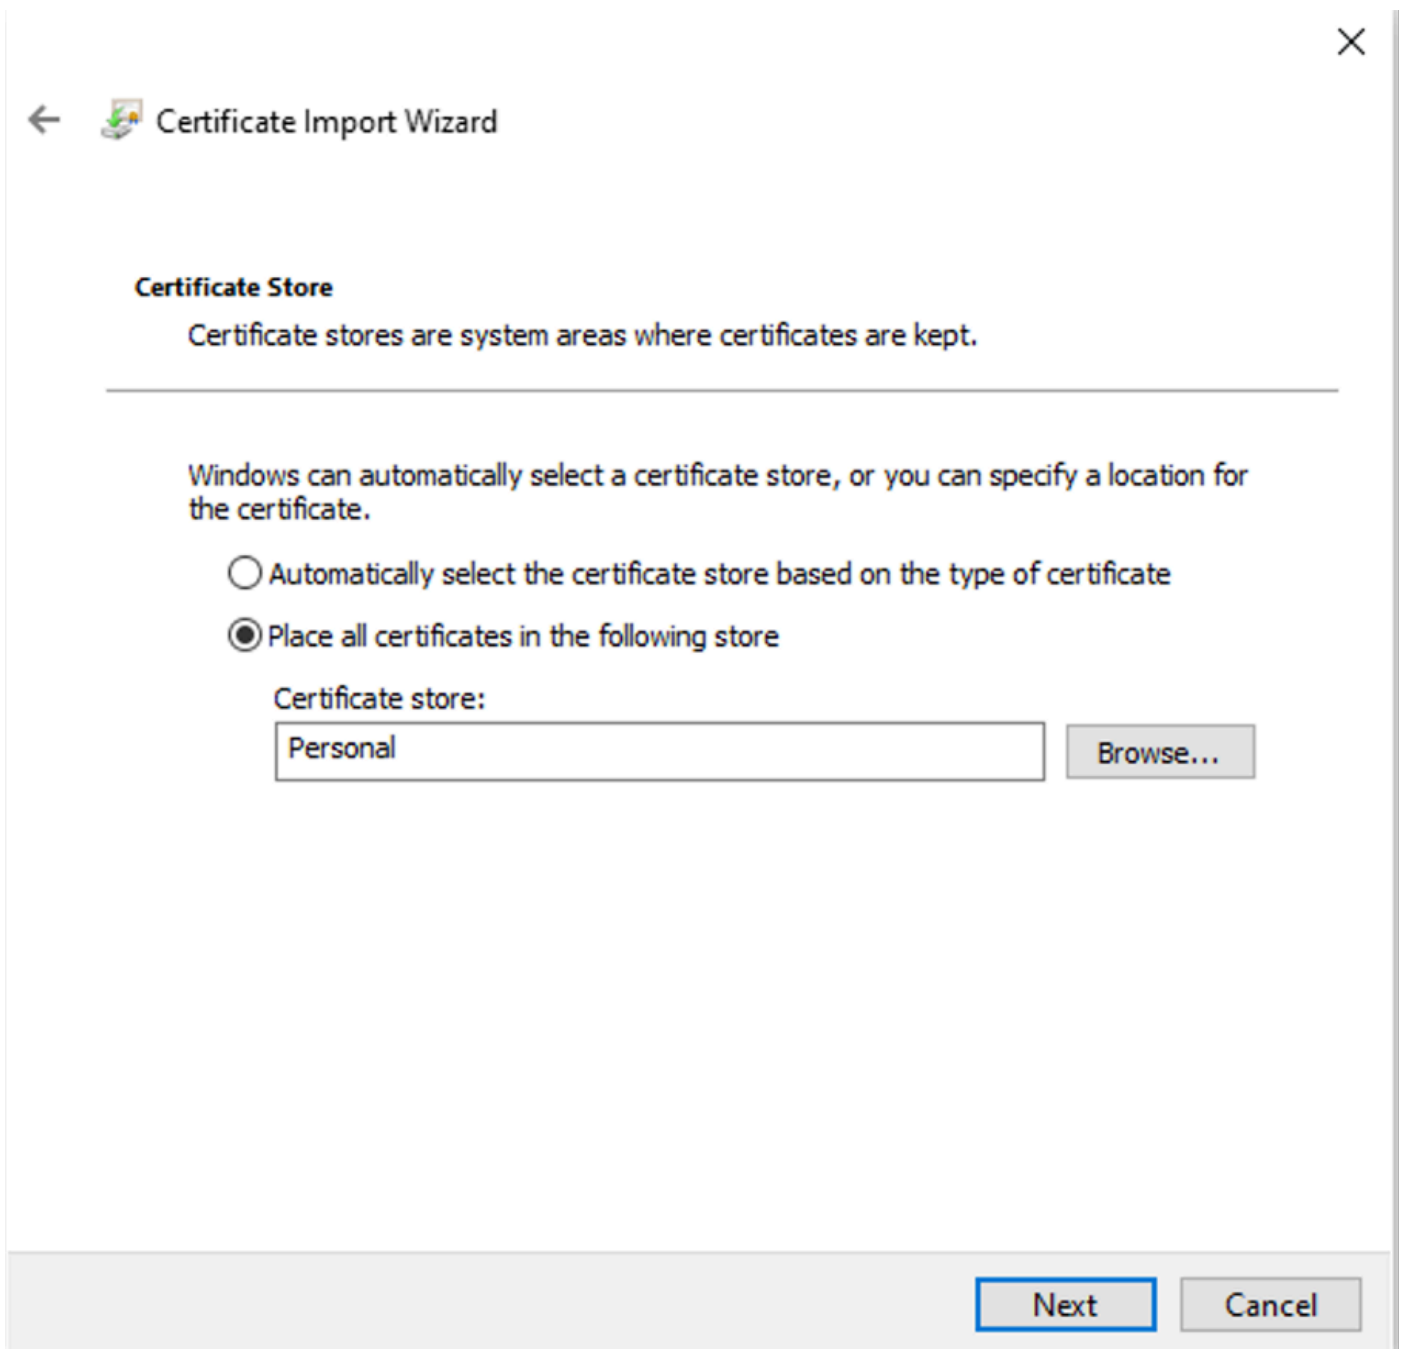 Certificate Import Wizard
Certificate Store
Certificate stores are system areas where certificates are kept.
Windows can automatically select a certificate store, or you can specify a location for
the certificate.
Automatically select the certificate store based on the type of certificate
Place all certificates in the following store
Certificate store:
Personal
Browse...
Next
Cancel